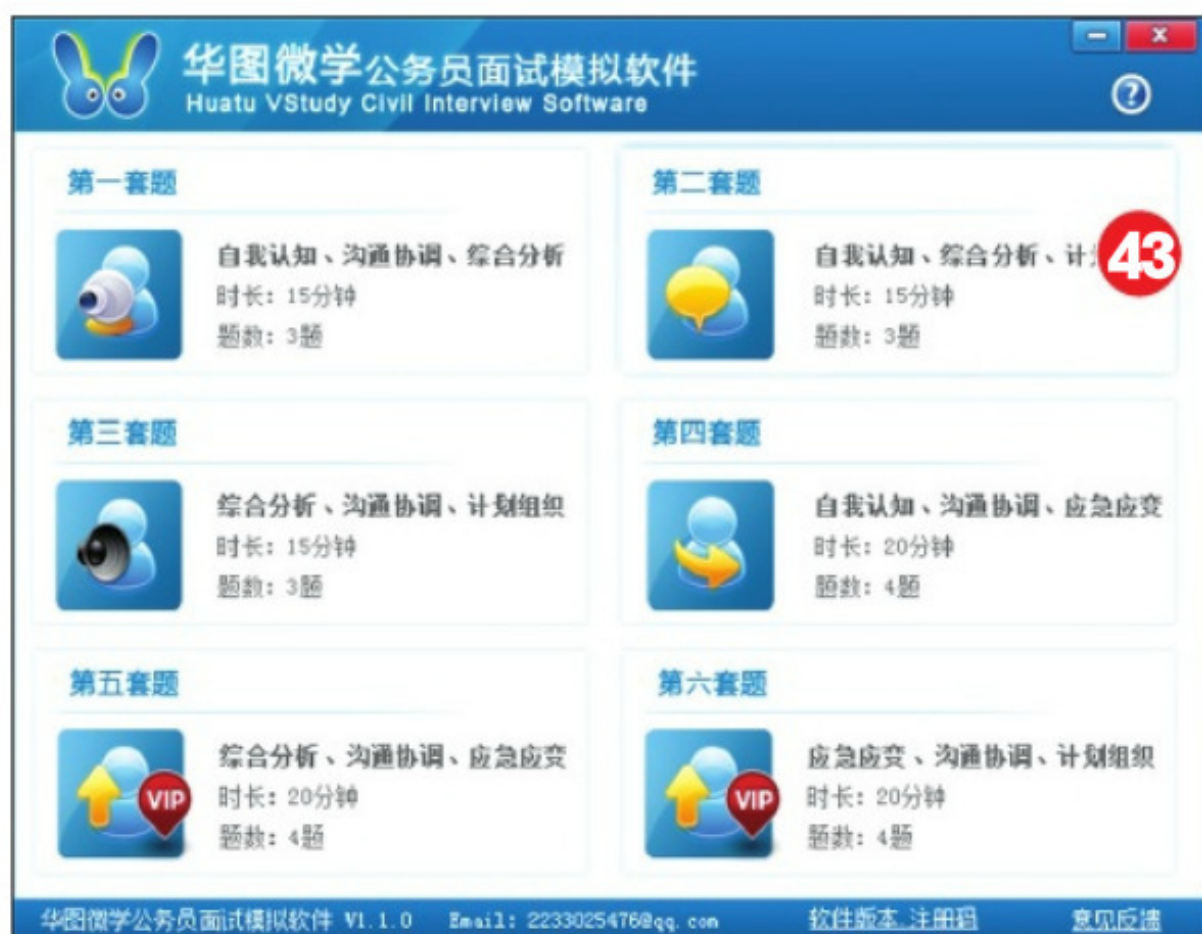 华图微学公务员面试模拟软件
Huatu VStudy Civil Interview Software
第一套题
自我认知、沟通协调、综合分析
时长：15分钟
题数：3题
第二套题
自我认知、综合分析、计
43
时长：15分钟
题数：3题
第三套题
综合分析、沟通协调、计划组织
时长：15分钟
题数：3题
第四套题
自我认知、沟通协调、应急应变
时长：20分钟
题数：4题
第五套题
综合分析、沟通协调、应急应变
VIP
时长：20分钟
题数：4题
第六套题
应急应变、沟通协调、计划组织
VIP
时长：20分钟
题数：4题
华图微学公务员面试模拟软件 V1.1.0 Email: 2233025476@qq.com 软件版本、注册码 意见反馈